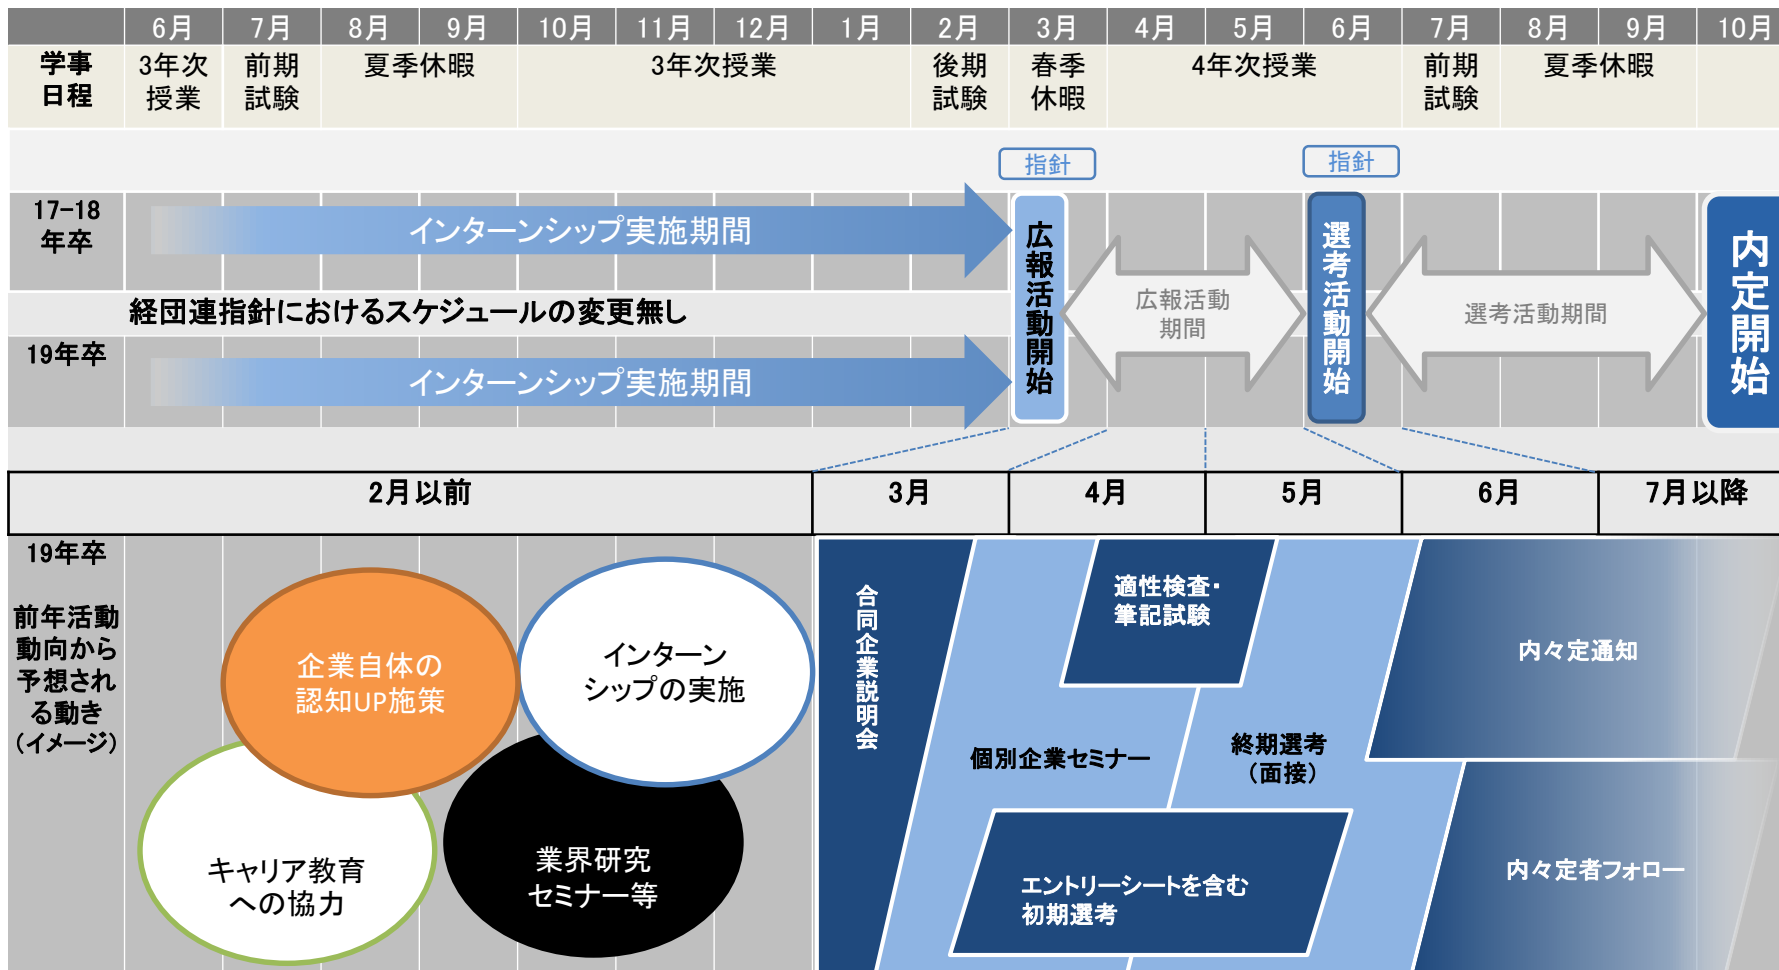 6月 7月 8月 9月 10月 11月 12月 1月 2月 3月 4月 5月 6月 7月 8月 9月 10月
学事
日程
3年次
授業
前期
試験
夏季休暇
3年次授業
後期
試験
春季
休暇
4年次授業
前期
試験
夏季休暇
指針
指針
17-18
年卒
インターンシップ実施期間
経団連指針におけるスケジュールの変更無し
19年卒
インターンシップ実施期間
広報活動開始
広報活動
期間
選考活動開始
選考活動期間
内定開始
2月以前
3月
4月
5月
6月
7月以降
19年卒
前年活動
動向から
予想され
る動き
(イメージ)
企業自体の
認知UP施策
インターン
シップの実施
キャリア教育
への協力
業界研究
セミナー等
合同企業説明会
個別企業セミナー
適性検査・
筆記試験
終期選考
(面接)
エントリーシートを含む
初期選考
内々定通知
内々定者フォロー